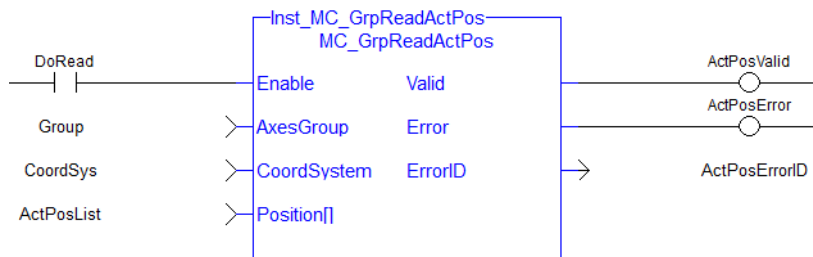 Inst_MC_GrpReadActPos
MC_GrpReadActPos
DoRead
Enable Valid ActPosValid
ActPosError
Group AxesGroup Error
CoordSys CoordSystem ErrorID ActPosErrorID
ActPosList Position[]